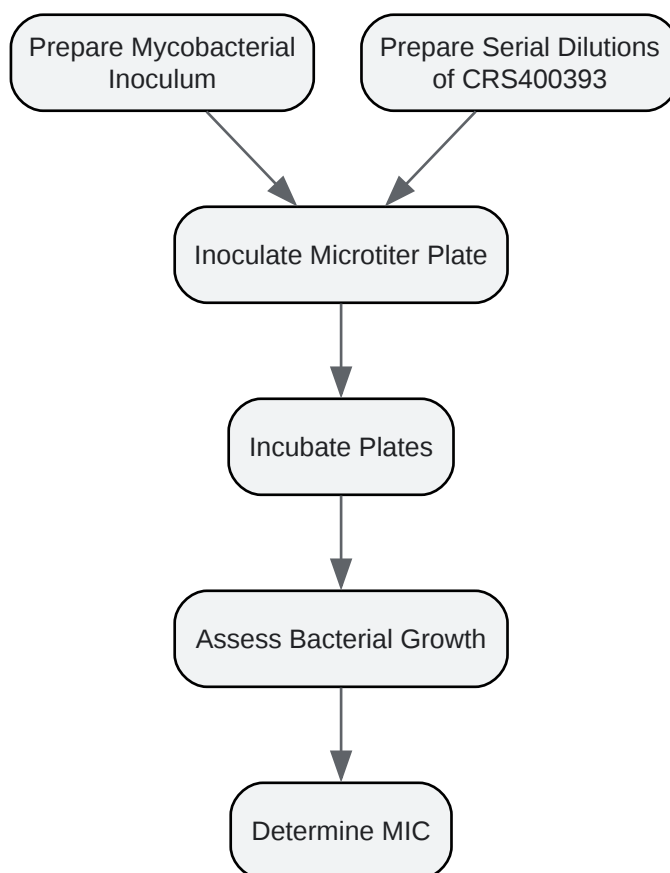 Prepare Mycobacterial
Inoculum
Prepare Serial Dilutions
of CRS400393
Inoculate Microtiter Plate
Incubate Plates
Assess Bacterial Growth
Determine MIC